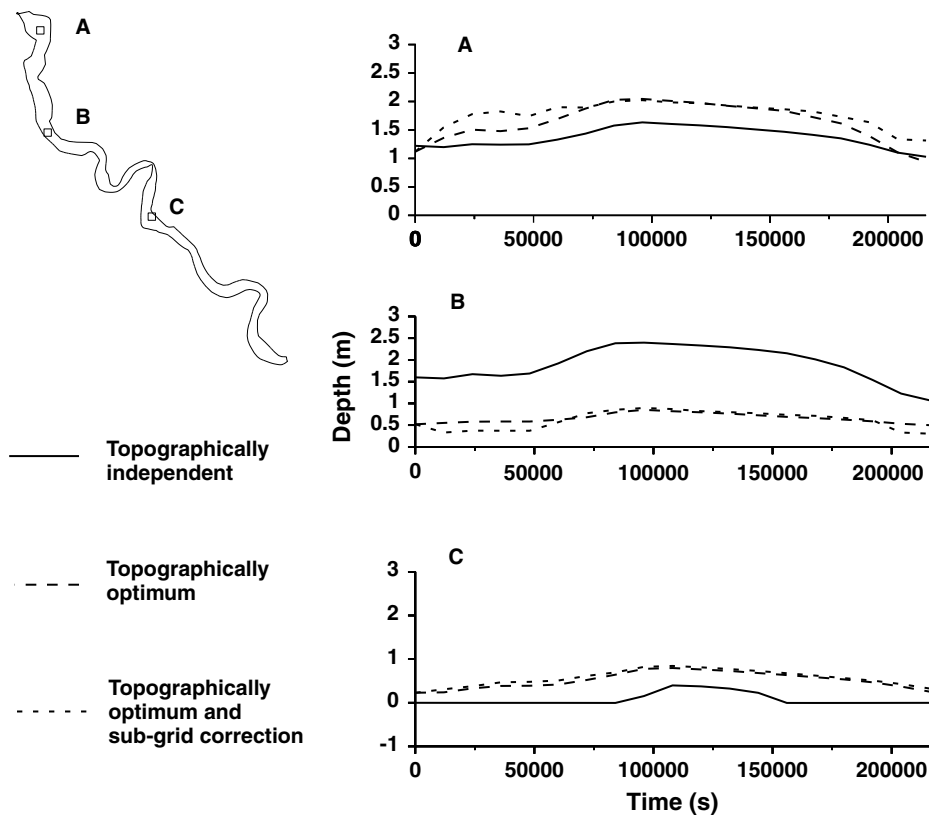 A
B
C
Topographically
independent
Topographically
optimum
Topographically
optimum and
sub-grid correction
A
3
2.5
2
1.5
1
0.5
0
0 50000 100000 150000 200000
B
3
2.5
2
1.5
1
0.5
0
0 50000 100000 150000 200000
Depth (m)
C
3
2
1
0
-1
0 50000 100000 150000 200000
Time (s)